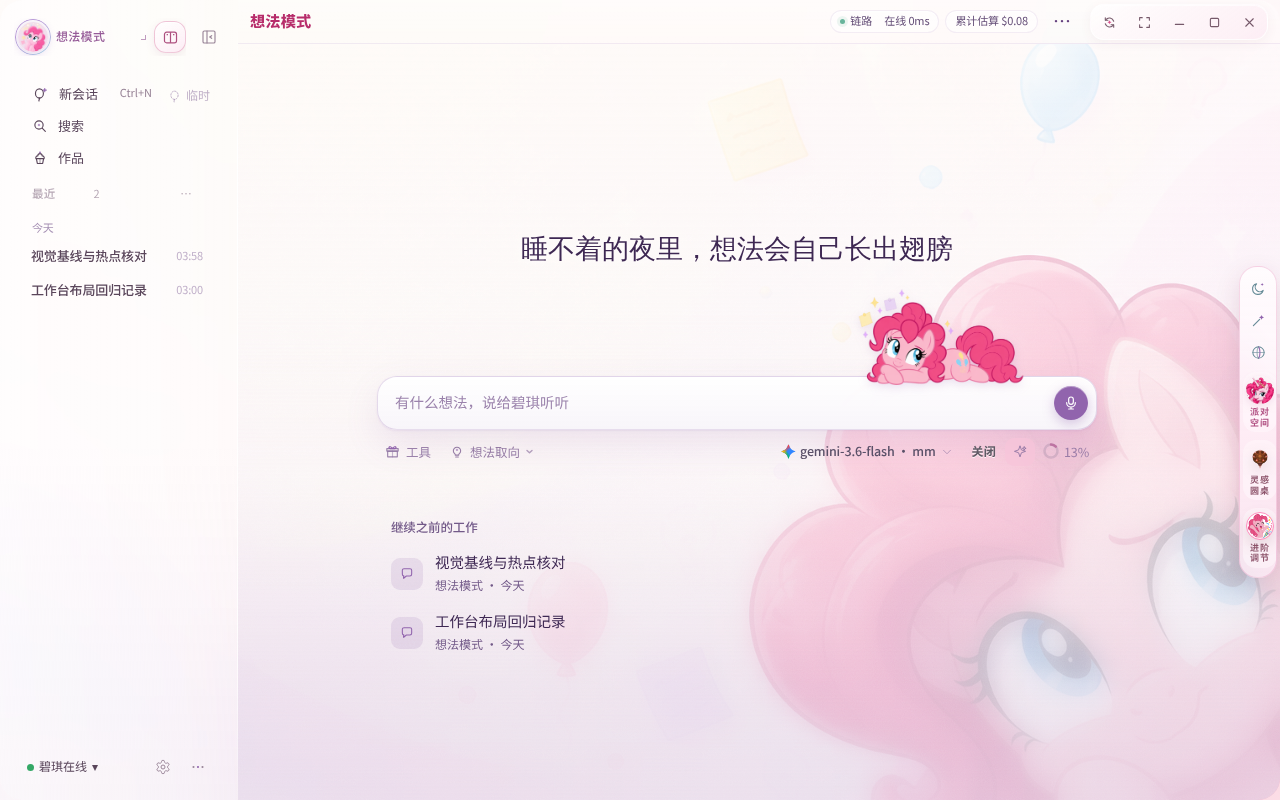 想法模式
新会话 Ctrl+N 临时
搜索
作品
最近 2 ···
今天
视觉基线与热点核对 03:58
工作台布局回归记录 03:00
碧琪在线 ▾ ···
想法模式
链路 在线 0ms 累计估算 $0.08 ···
睡不着的夜里，想法会自己长出翅膀
有什么想法，说给碧琪听听
工具 想法取向 gemini-3.6-flash · mm 关闭 13%
继续之前的工作
视觉基线与热点核对
想法模式 · 今天
工作台布局回归记录
想法模式 · 今天
派对
空间
灵感
圆桌
进阶
调节